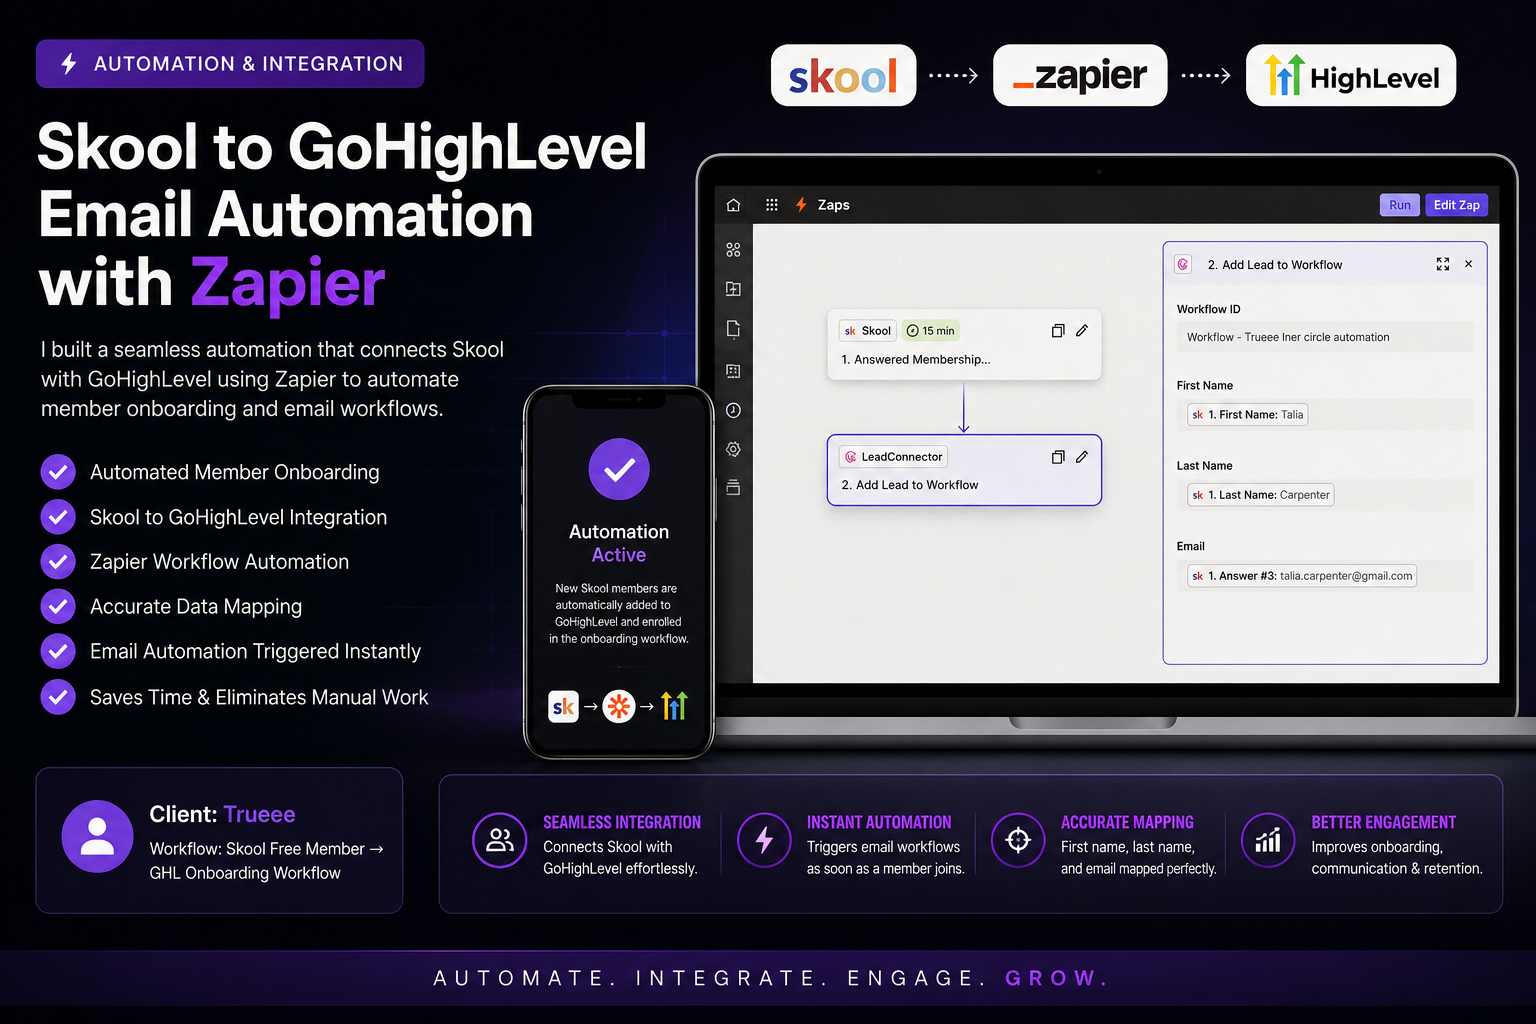 AUTOMATION & INTEGRATION
skool
zapier
HighLevel
Skool to GoHighLevel
Email Automation
with Zapier
I built a seamless automation that connects Skool
with GoHighLevel using Zapier to automate
member onboarding and email workflows.
Automated Member Onboarding
Skool to GoHighLevel Integration
Zapier Workflow Automation
Accurate Data Mapping
Email Automation Triggered Instantly
Saves Time & Eliminates Manual Work
Automation
Active
New Skool members are
automatically added to
GoHighLevel and enrolled
in the onboarding workflow.
sk
Zaps
Run
Edit Zap
sk Skool
15 min
1. Answered Membership...
LeadConnector
2. Add Lead to Workflow
2. Add Lead to Workflow
Workflow ID
Workflow - Trueee Iner circle automation
First Name
sk 1. First Name: Talia
Last Name
sk 1. Last Name: Carpenter
Email
sk 1. Answer #3: talia.carpenter@gmail.com
Client: Trueee
Workflow: Skool Free Member →
GHL Onboarding Workflow
SEAMLESS INTEGRATION
Connects Skool with
GoHighLevel effortlessly.
INSTANT AUTOMATION
Triggers email workflows
as soon as a member joins.
ACCURATE MAPPING
First name, last name,
and email mapped perfectly.
BETTER ENGAGEMENT
Improves onboarding,
communication & retention.
AUTOMATE. INTEGRATE. ENGAGE. GROW.